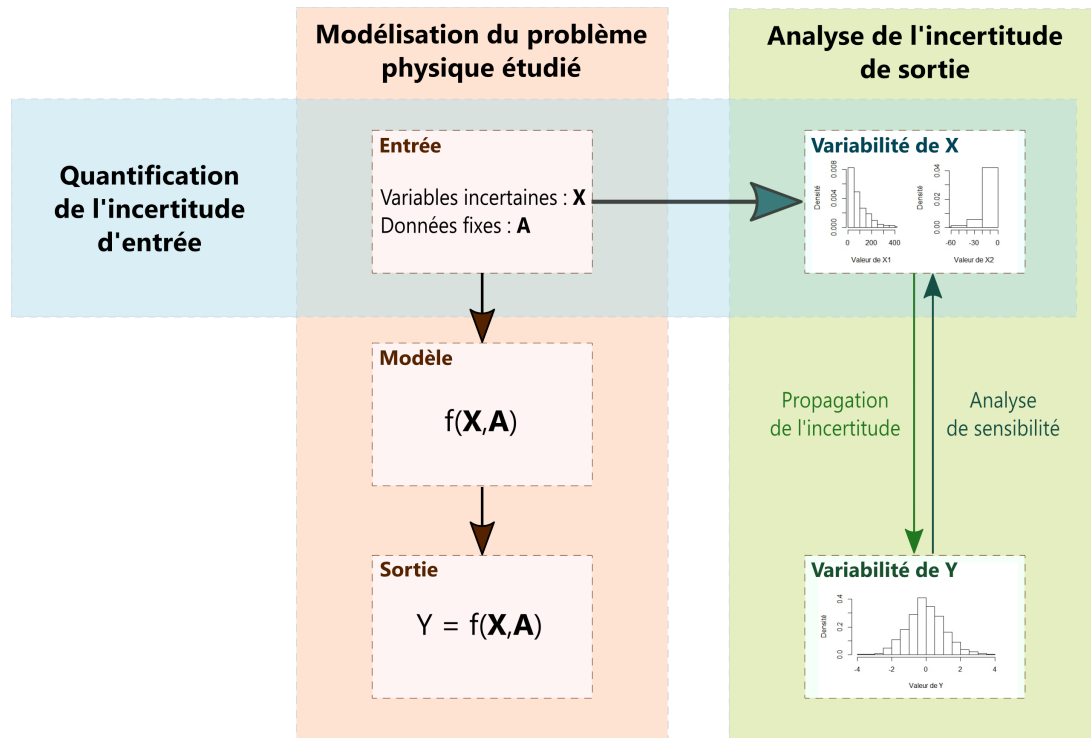 Modélisation du problème
physique étudié
Analyse de l'incertitude
de sortie
Quantification
de l'incertitude
d'entrée
Entrée
Variables incertaines : X
Données fixes : A
Variabilité de X
Densité
0.000
0.004
0.008
0
200
400
Valeur de X1
Densité
0.00
0.02
0.04
-60
-30
0
Valeur de X2
Modèle
f(X,A)
Propagation
de l'incertitude
Analyse
de sensibilité
Sortie
Y = f(X,A)
Variabilité de Y
Densité
0.0
0.2
0.4
-4
-2
0
2
4
Valeur de Y